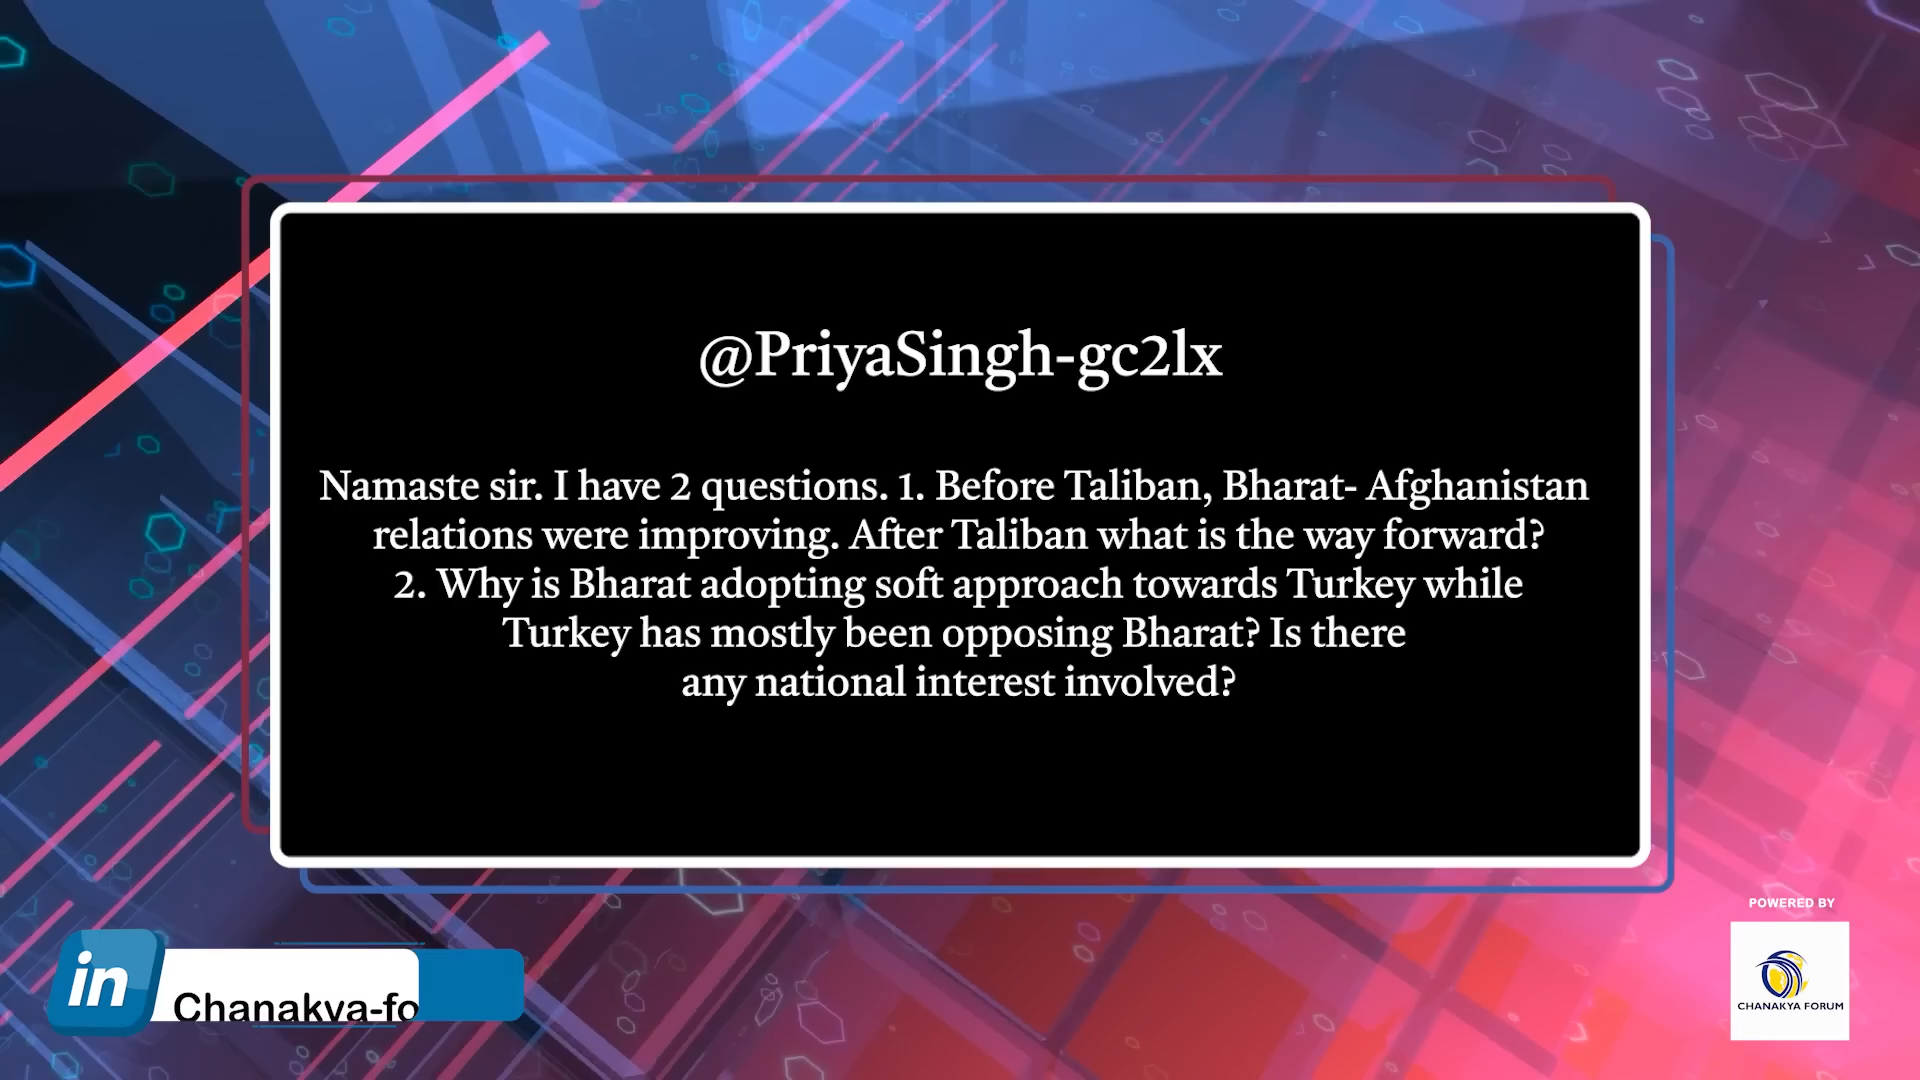 @PriyaSingh-gc2lx
Namaste sir. I have 2 questions. 1. Before Taliban, Bharat- Afghanistan
relations were improving. After Taliban what is the way forward?
2. Why is Bharat adopting soft approach towards Turkey while
Turkey has mostly been opposing Bharat? Is there
any national interest involved?
POWERED BY
CHANAKYA FORUM
in
Chanakya-fo